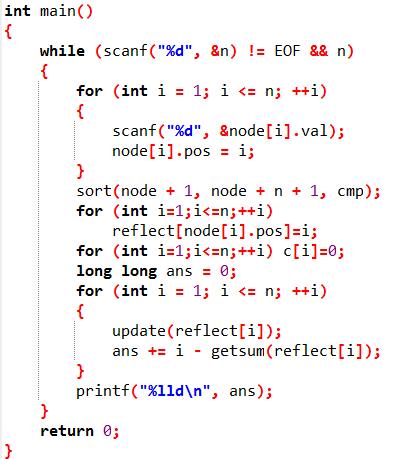 int main()
{
    while (scanf("%d", &n) != EOF && n)
    {
        for (int i = 1; i <= n; ++i)
        {
            scanf("%d", &node[i].val);
            node[i].pos = i;
        }
        sort(node + 1, node + n + 1, cmp);
        for (int i=1;i<=n;++i)
            reflect[node[i].pos]=i;
        for (int i=1;i<=n;++i) c[i]=0;
        long long ans = 0;
        for (int i = 1; i <= n; ++i)
        {
            update(reflect[i]);
            ans += i - getsum(reflect[i]);
        }
        printf("%lld\n", ans);
    }
    return 0;
}